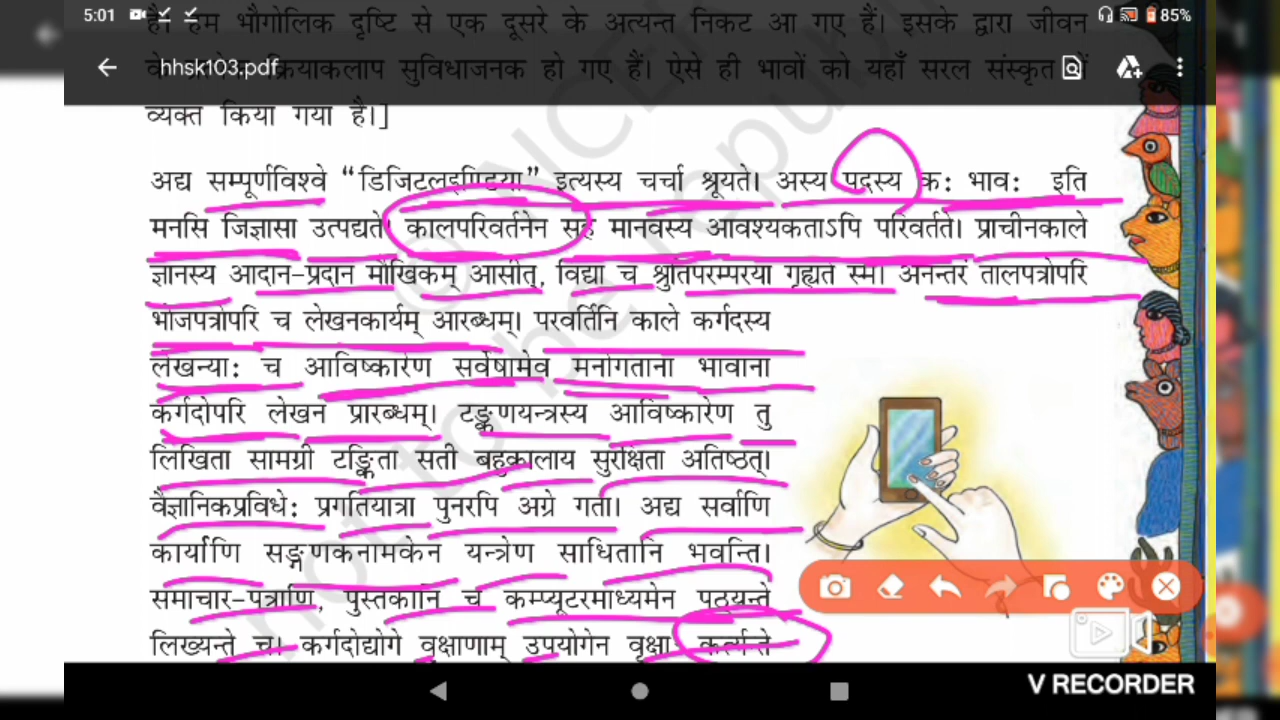 5:01
85%
है। हम भौगोलिक दृष्टि से एक दूसरे के अत्यन्त निकट आ गए हैं। इसके द्वारा जीवन
hhsk103.pdf
क्रियाकलाप सुविधाजनक हो गए हैं। ऐसे ही भावों को यहाँ सरल संस्कृत में
व्यक्त किया गया है।]
अद्य सम्पूर्णविश्वे “डिजिटलइण्डिया” इत्यस्य चर्चा श्रूयते। अस्य पदस्य कः भावः इति
मनसि जिज्ञासा उत्पद्यते। कालपरिवर्तनेन सह मानवस्य आवश्यकताऽपि परिवर्तते। प्राचीनकाले
ज्ञानस्य आदान-प्रदानं मौखिकम् आसीत्, विद्या च श्रुतिपरम्परया गृह्यते स्म। अनन्तरं तालपत्रोपरि
भोजपत्रोपरि च लेखनकार्यम् आरब्धम्। परवर्तिनि काले कर्गदस्य
लेखन्याः च आविष्कारेण सर्वेषामेव मनोगतानां भावानां
कर्गदोपरि लेखनं प्रारब्धम्। टङ्कणयन्त्रस्य आविष्कारेण तु
लिखिता सामग्री टङ्किता सती बहुकालाय सुरक्षिता अतिष्ठत्।
वैज्ञानिकप्रविधेः प्रगतियात्रा पुनरपि अग्रे गता। अद्य सर्वाणि
कार्याणि सङ्गणकनामकेन यन्त्रेण साधितानि भवन्ति।
समाचार-पत्राणि, पुस्तकानि च कम्प्यूटरमाध्यमेन पठ्यन्ते
लिख्यन्ते च। कर्गदोद्योगे वृक्षाणाम् उपयोगेन वृक्षाः कर्त्यन्ते
V RECORDER